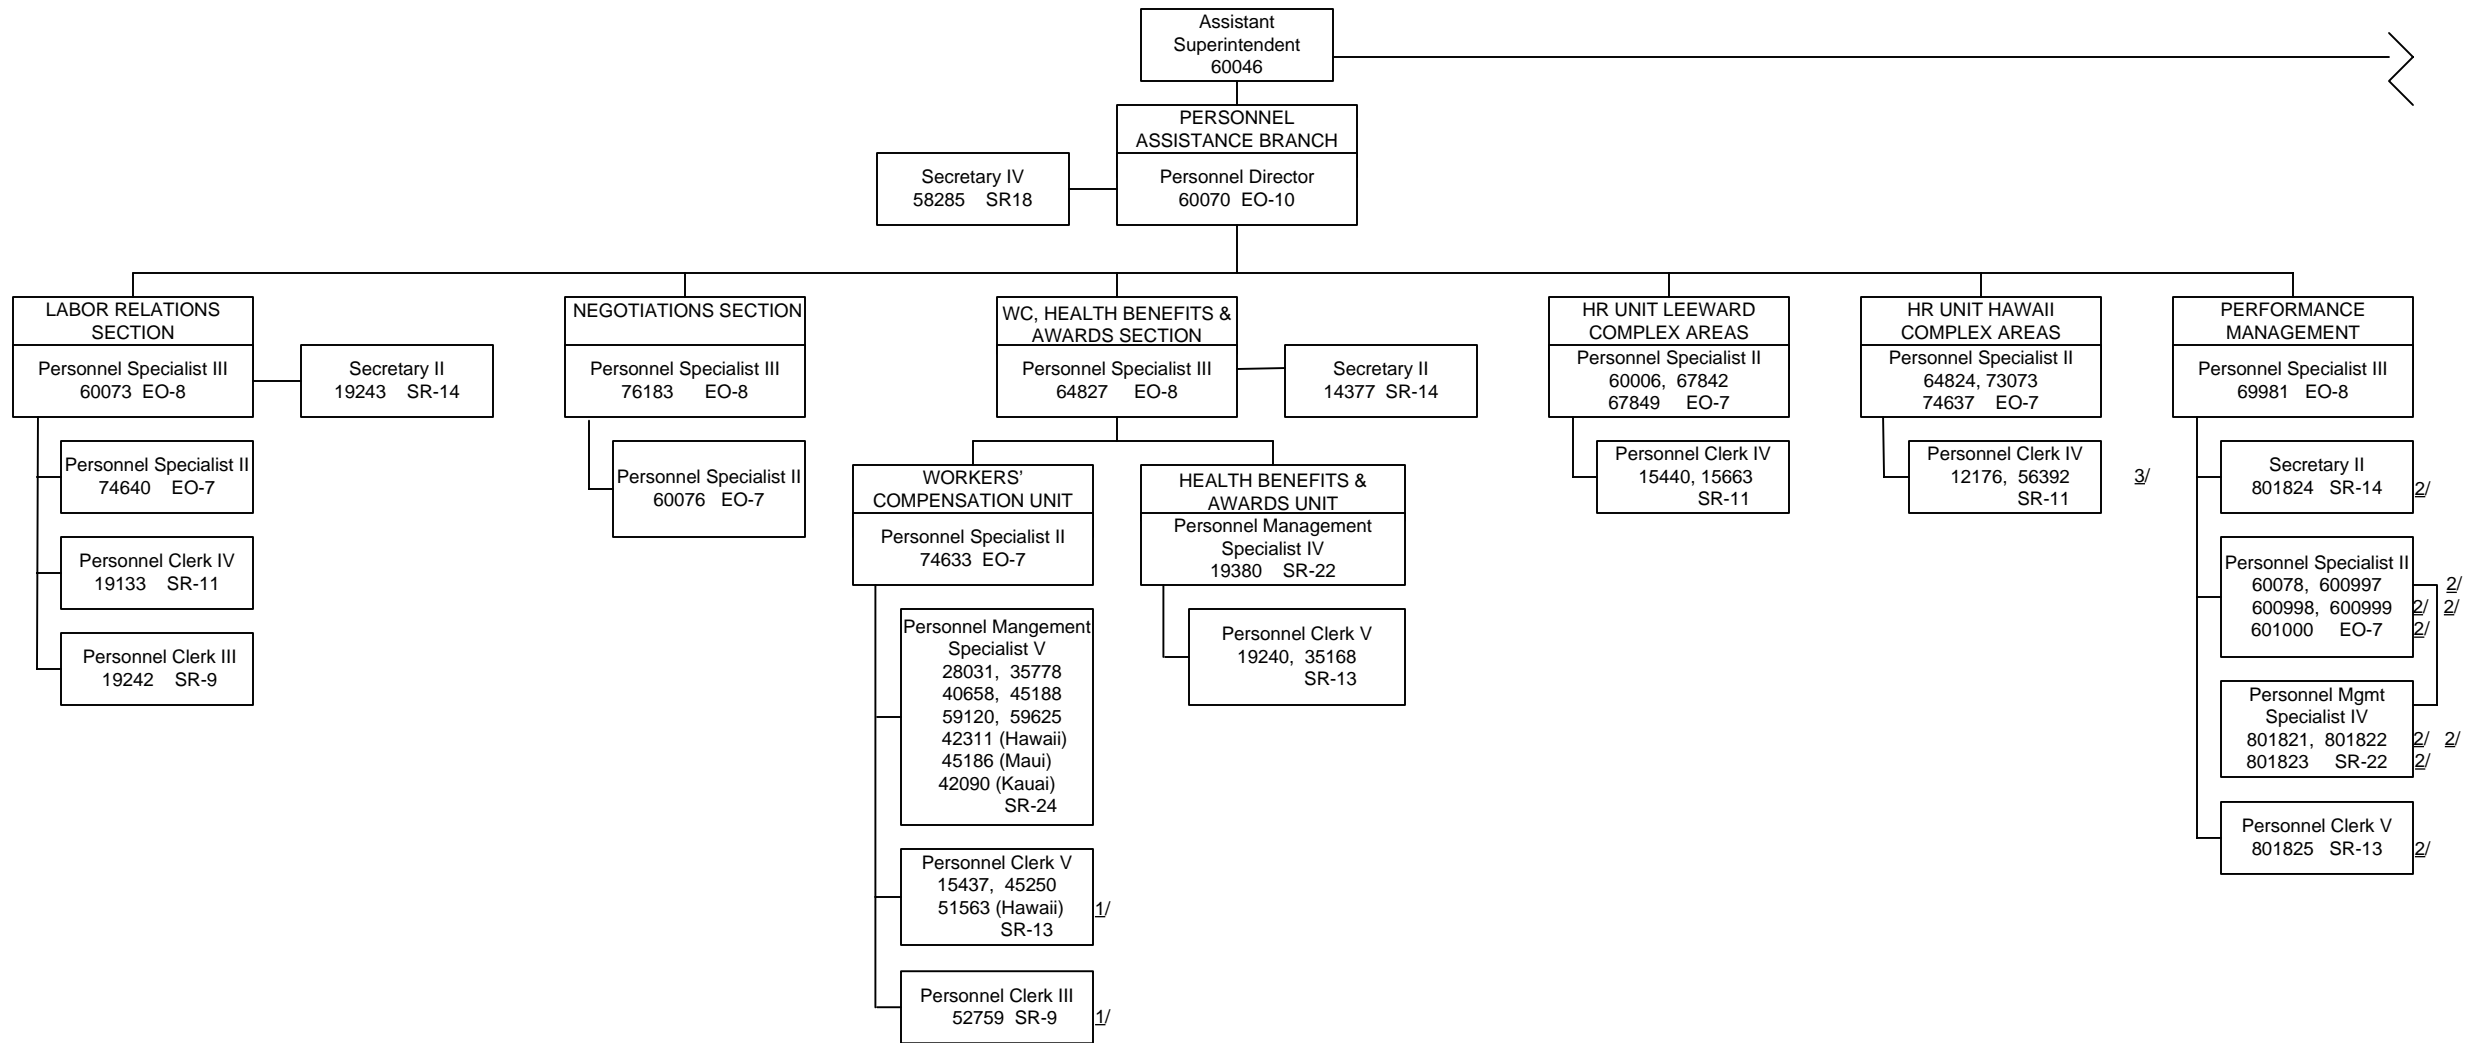 Assistant
Superintendent
60046
PERSONNEL
ASSISTANCE BRANCH
Personnel Director
60070 EO-10
Secretary IV
58285 SR18
LABOR RELATIONS
SECTION
Personnel Specialist III
60073 EO-8
Secretary II
19243 SR-14
Personnel Specialist II
74640 EO-7
Personnel Clerk IV
19133 SR-11
Personnel Clerk III
19242 SR-9
NEGOTIATIONS SECTION
Personnel Specialist III
76183 EO-8
Personnel Specialist II
60076 EO-7
WC, HEALTH BENEFITS &
AWARDS SECTION
Personnel Specialist III
64827 EO-8
Secretary II
14377 SR-14
WORKERS'
COMPENSATION UNIT
Personnel Specialist II
74633 EO-7
Personnel Mangement
Specialist V
28031, 35778
40658, 45188
59120, 59625
42311 (Hawaii)
45186 (Maui)
42090 (Kauai)
SR-24
Personnel Clerk V
15437, 45250
51563 (Hawaii) 1/
SR-13
Personnel Clerk III
52759 SR-9 1/
HEALTH BENEFITS &
AWARDS UNIT
Personnel Management
Specialist IV
19380 SR-22
Personnel Clerk V
19240, 35168
SR-13
HR UNIT LEEWARD
COMPLEX AREAS
Personnel Specialist II
60006, 67842
67849 EO-7
Personnel Clerk IV
15440, 15663
SR-11
HR UNIT HAWAII
COMPLEX AREAS
Personnel Specialist II
64824, 73073
74637 EO-7
Personnel Clerk IV
12176, 56392 3/
SR-11
PERFORMANCE
MANAGEMENT
Personnel Specialist III
69981 EO-8
Secretary II
801824 SR-14 2/
Personnel Specialist II
60078, 600997 2/
600998, 600999 2/ 2/
601000 EO-7 2/
Personnel Mgmt
Specialist IV
801821, 801822 2/ 2/
801823 SR-22 2/
Personnel Clerk V
801825 SR-13 2/